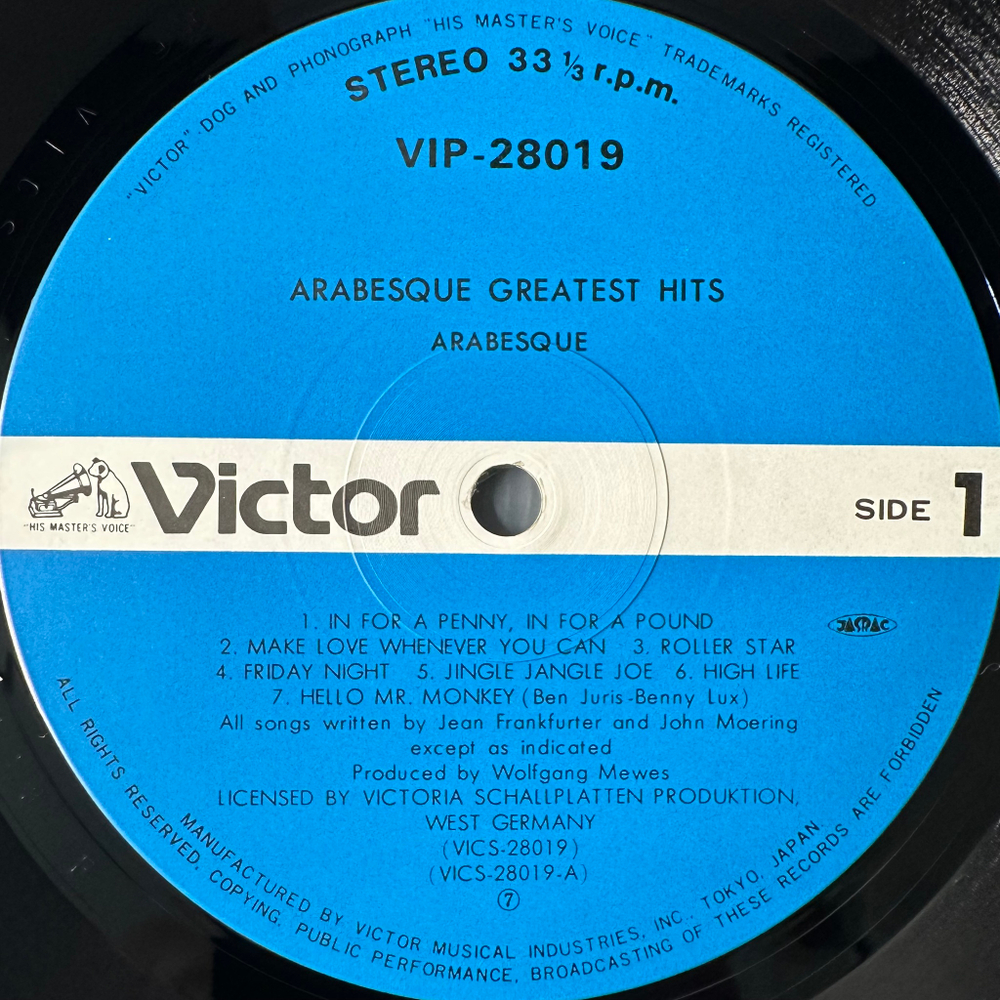 "VICTOR" DOG AND PHONOGRAPH "HIS MASTER'S VOICE" TRADEMARKS REGISTERED
STEREO 33 ⅓ r.p.m.
VIP-28019
ARABESQUE GREATEST HITS
ARABESQUE
"HIS MASTER'S VOICE"
Victor
SIDE 1
1. IN FOR A PENNY, IN FOR A POUND
JASRAC
2. MAKE LOVE WHENEVER YOU CAN 3. ROLLER STAR
4. FRIDAY NIGHT 5. JINGLE JANGLE JOE 6. HIGH LIFE
7. HELLO MR. MONKEY (Ben Juris-Benny Lux)
All songs written by Jean Frankfurter and John Moering
except as indicated
Produced by Wolfgang Mewes
LICENSED BY VICTORIA SCHALLPLATTEN PRODUKTION,
WEST GERMANY
(VICS-28019)
(VICS-28019-A)
⑦
MANUFACTURED BY VICTOR MUSICAL INDUSTRIES, INC., TOKYO, JAPAN
ALL RIGHTS RESERVED. COPYING, PUBLIC PERFORMANCE, BROADCASTING OF THESE RECORDS ARE FORBIDDEN